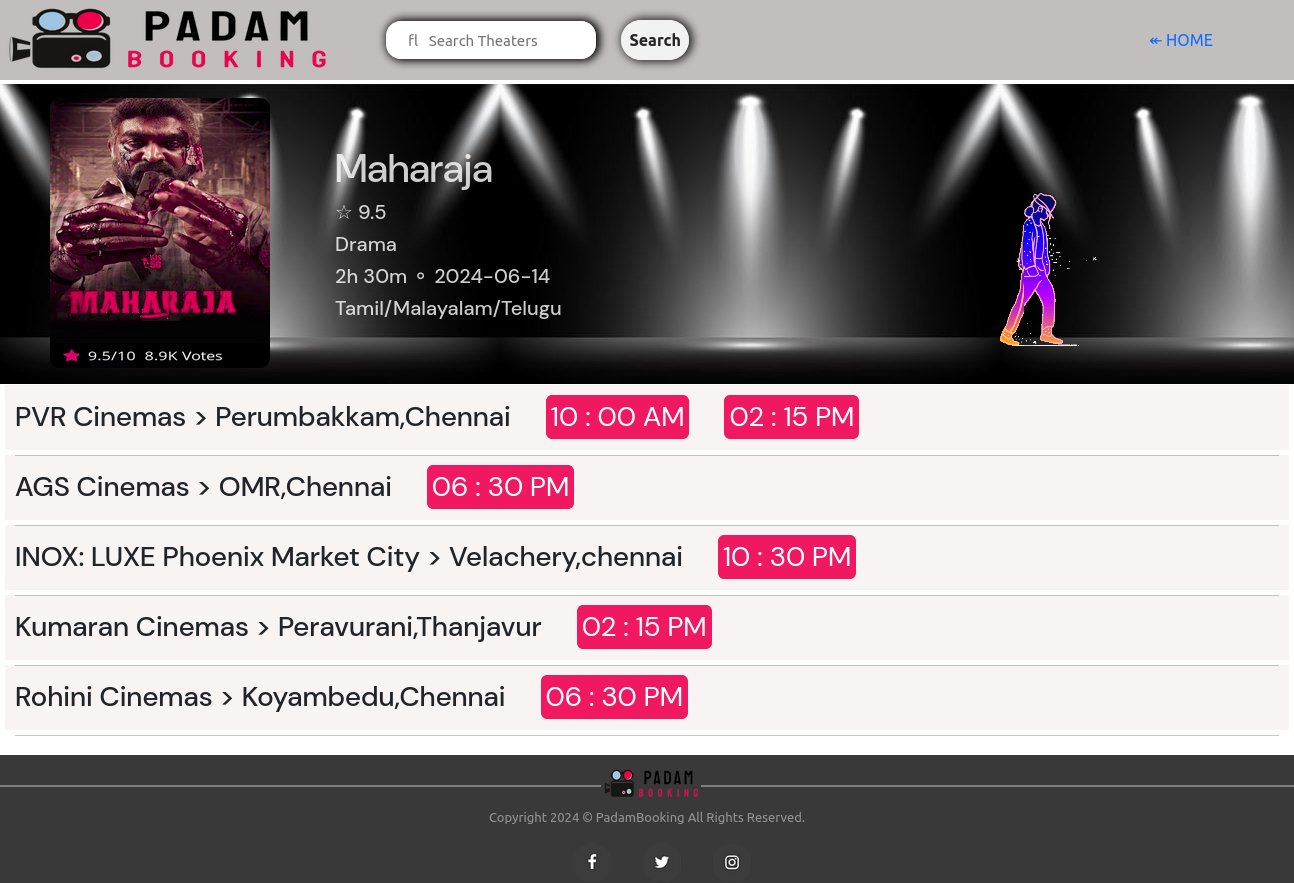 PADAM
BOOKING
fl Search Theaters
Search
↞ HOME
MAHARAJA
9.5/10 8.9K Votes
Maharaja
☆ 9.5
Drama
2h 30m ⚬ 2024-06-14
Tamil/Malayalam/Telugu
PVR Cinemas > Perumbakkam,Chennai 10 : 00 AM 02 : 15 PM
AGS Cinemas > OMR,Chennai 06 : 30 PM
INOX: LUXE Phoenix Market City > Velachery,chennai 10 : 30 PM
Kumaran Cinemas > Peravurani,Thanjavur 02 : 15 PM
Rohini Cinemas > Koyambedu,Chennai 06 : 30 PM
PADAM
BOOKING
Copyright 2024 © PadamBooking All Rights Reserved.